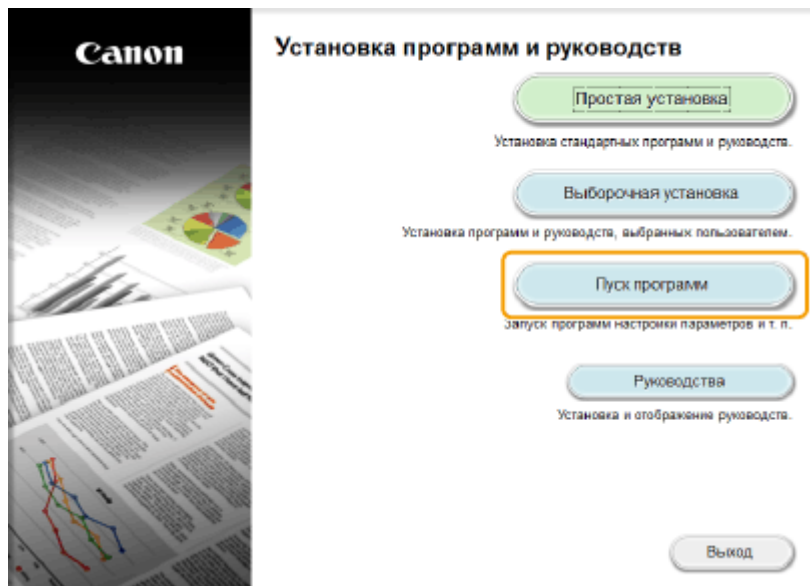 Canon
Установка программ и руководств
Простая установка
Установка стандартных программ и руководств.
Выборочная установка
Установка программ и руководств, выбранных пользователем.
Пуск программ
Запуск программ настройки параметров и т. п.
Руководства
Установка и отображение руководств.
Выход